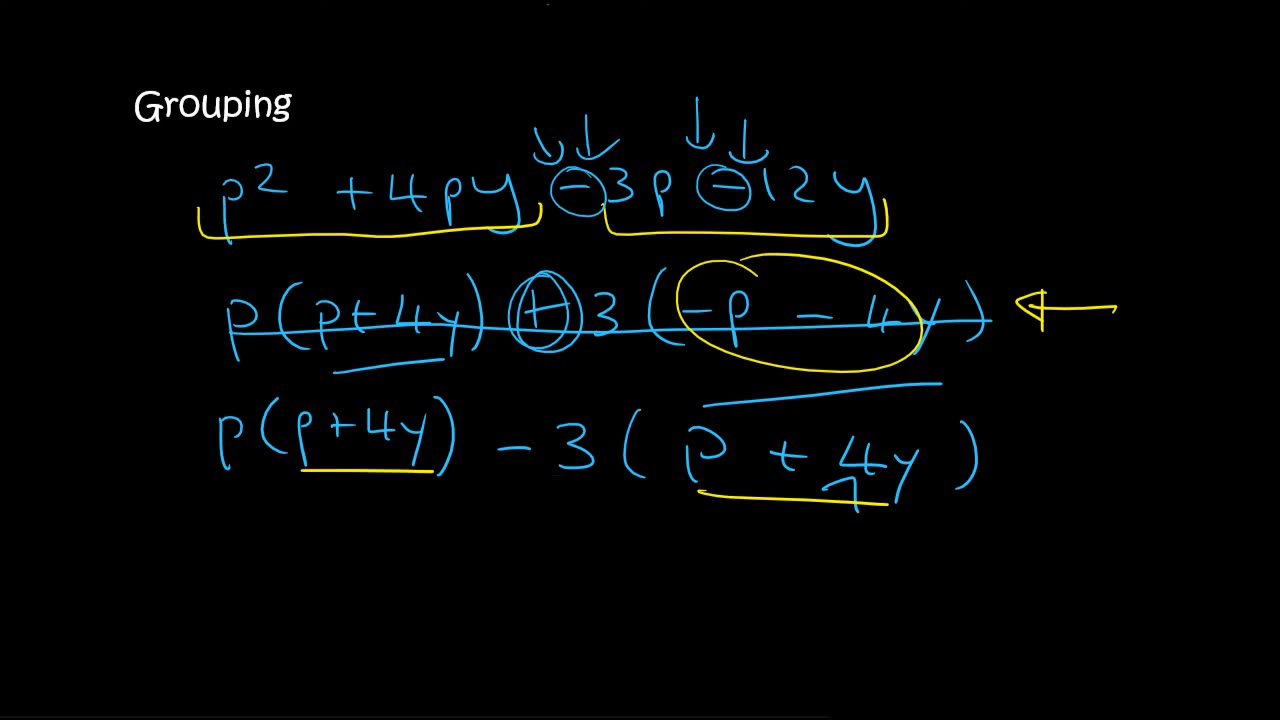 Grouping
p² + 4py - 3p - 12y
p(p + 4y) + 3(-p - 4y)
p(p + 4y) - 3(p + 4y)